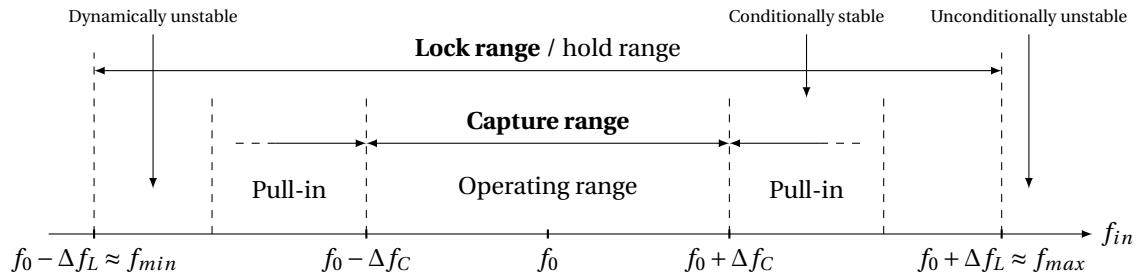 Dynamically unstable Conditionally stable Unconditionally unstable
Lock range / hold range
Capture range
Pull-in Operating range Pull-in
f_in
f_0 − Δf_L ≈ f_min f_0 − Δf_C f_0 f_0 + Δf_C f_0 + Δf_L ≈ f_max